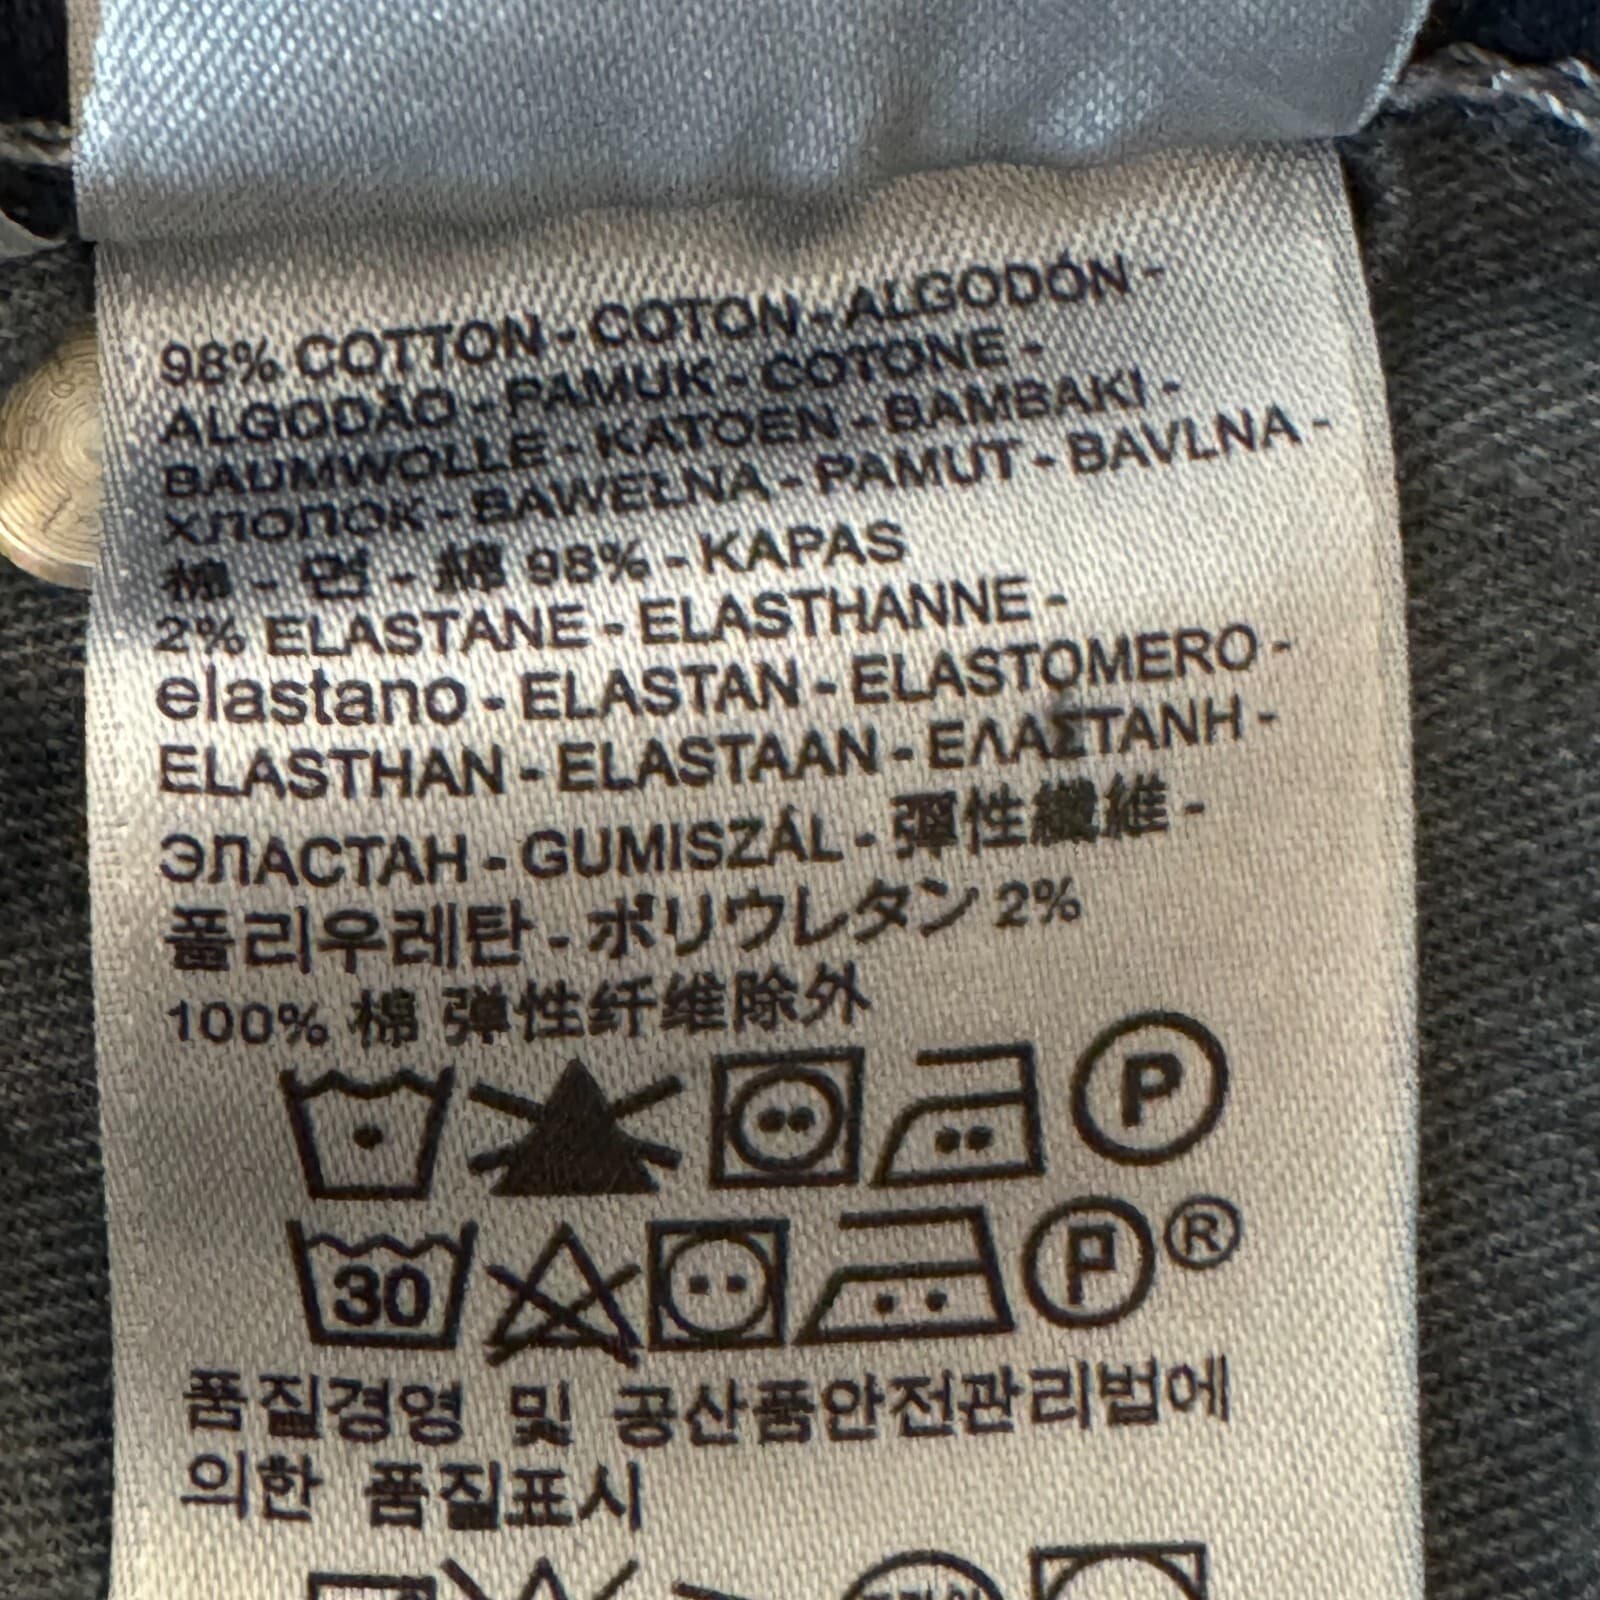 98% COTTON - COTON - ALGODÓN -
ALGODÃO - PAMUK - COTONE -
BAUMWOLLE - KATOEN - BAMBAKI -
ХЛОПОК - BAWEŁNA - PAMUT - BAVLNA -
棉 - 면 - 綿 98% - KAPAS
2% ELASTANE - ELASTHANNE -
elastano - ELASTAN - ELASTOMERO -
ELASTHAN - ELASTAAN - ΕΛΑΣΤΑΝΗ -
ЭЛАСТАН - GUMISZÁL - 彈性纖維 -
폴리우레탄 - ポリウレタン 2%
100% 棉 弹性纤维除外
P
30 P ®
품질경영 및 공산품안전관리법에
의한 품질표시